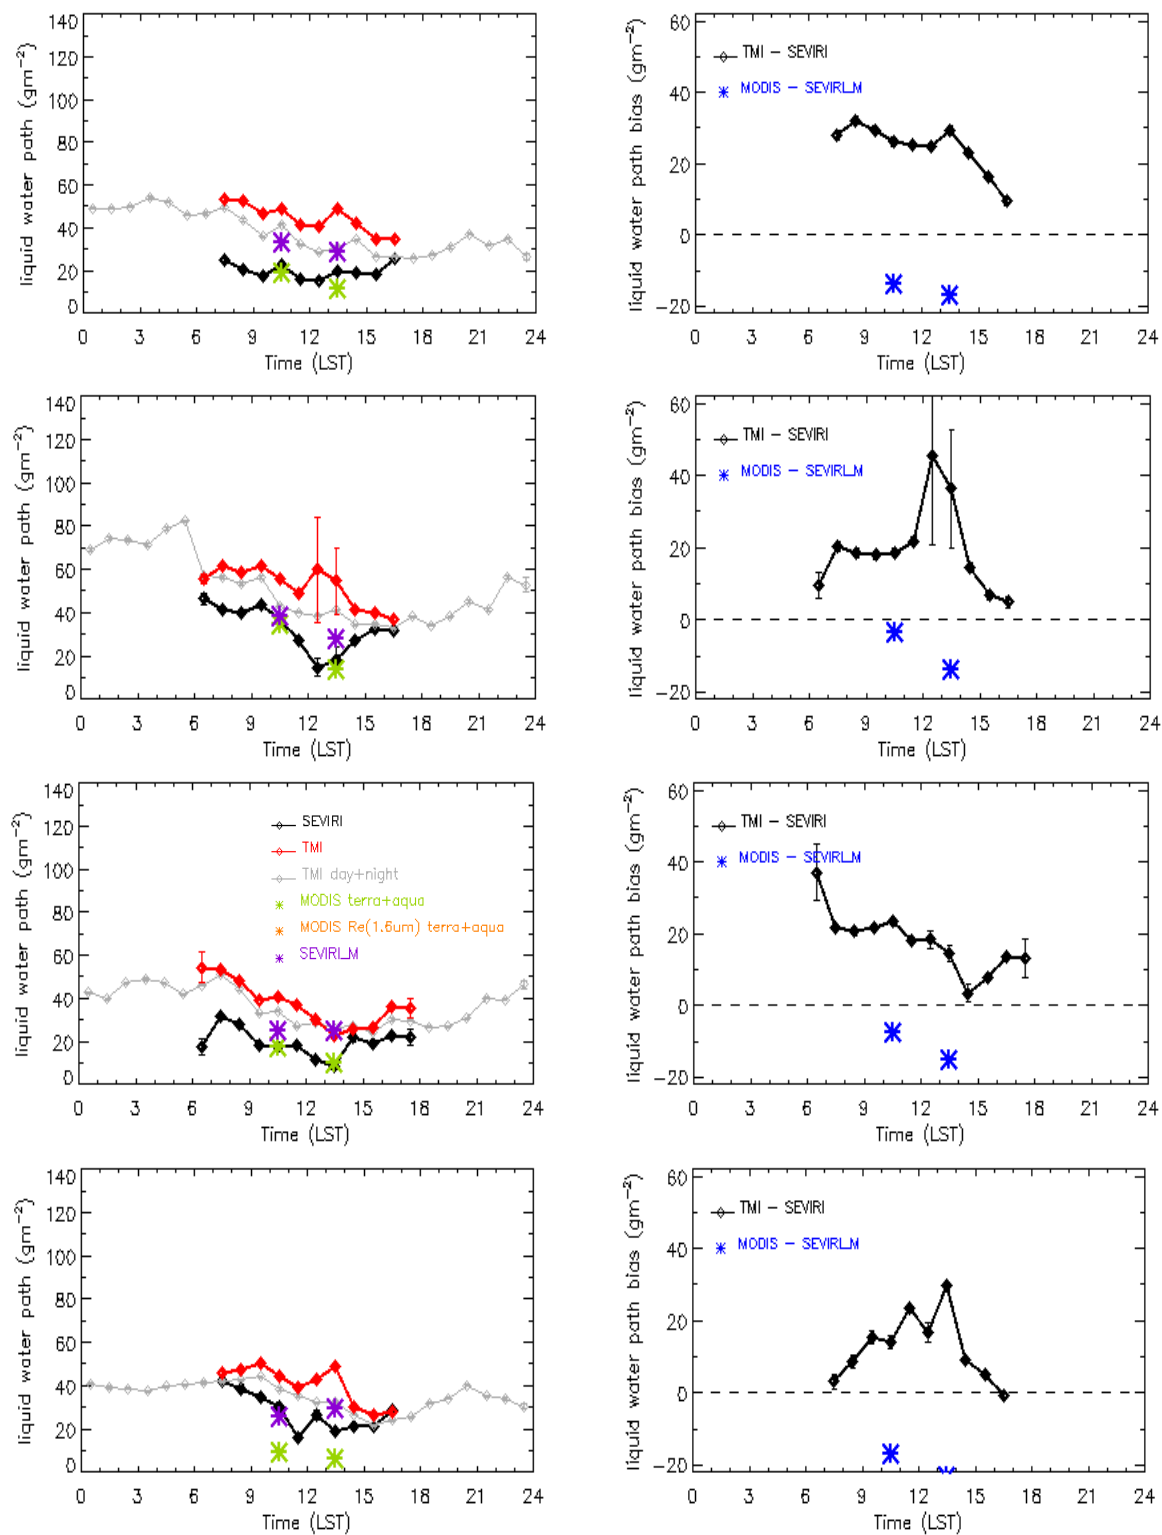 liquid water path (gm−2)
140
120
100
80
60
40
20
0
0 3 6 9 12 15 18 21 24
Time (LST)
liquid water path bias (gm−2)
60
40
20
0
−20
TMI − SEVIRI
MODIS − SEVIRI_M
0 3 6 9 12 15 18 21 24
Time (LST)
liquid water path (gm−2)
140
120
100
80
60
40
20
0
0 3 6 9 12 15 18 21 24
Time (LST)
liquid water path bias (gm−2)
60
40
20
0
−20
TMI − SEVIRI
MODIS − SEVIRI_M
0 3 6 9 12 15 18 21 24
Time (LST)
liquid water path (gm−2)
140
120
100
80
60
40
20
0
SEVIRI
TMI
TMI day+night
MODIS terra+aqua
MODIS Re(1.6um) terra+aqua
SEVIRI_M
0 3 6 9 12 15 18 21 24
Time (LST)
liquid water path bias (gm−2)
60
40
20
0
−20
TMI − SEVIRI
MODIS − SEVIRI_M
0 3 6 9 12 15 18 21 24
Time (LST)
liquid water path (gm−2)
140
120
100
80
60
40
20
0
0 3 6 9 12 15 18 21 24
Time (LST)
liquid water path bias (gm−2)
60
40
20
0
−20
TMI − SEVIRI
MODIS − SEVIRI_M
0 3 6 9 12 15 18 21 24
Time (LST)